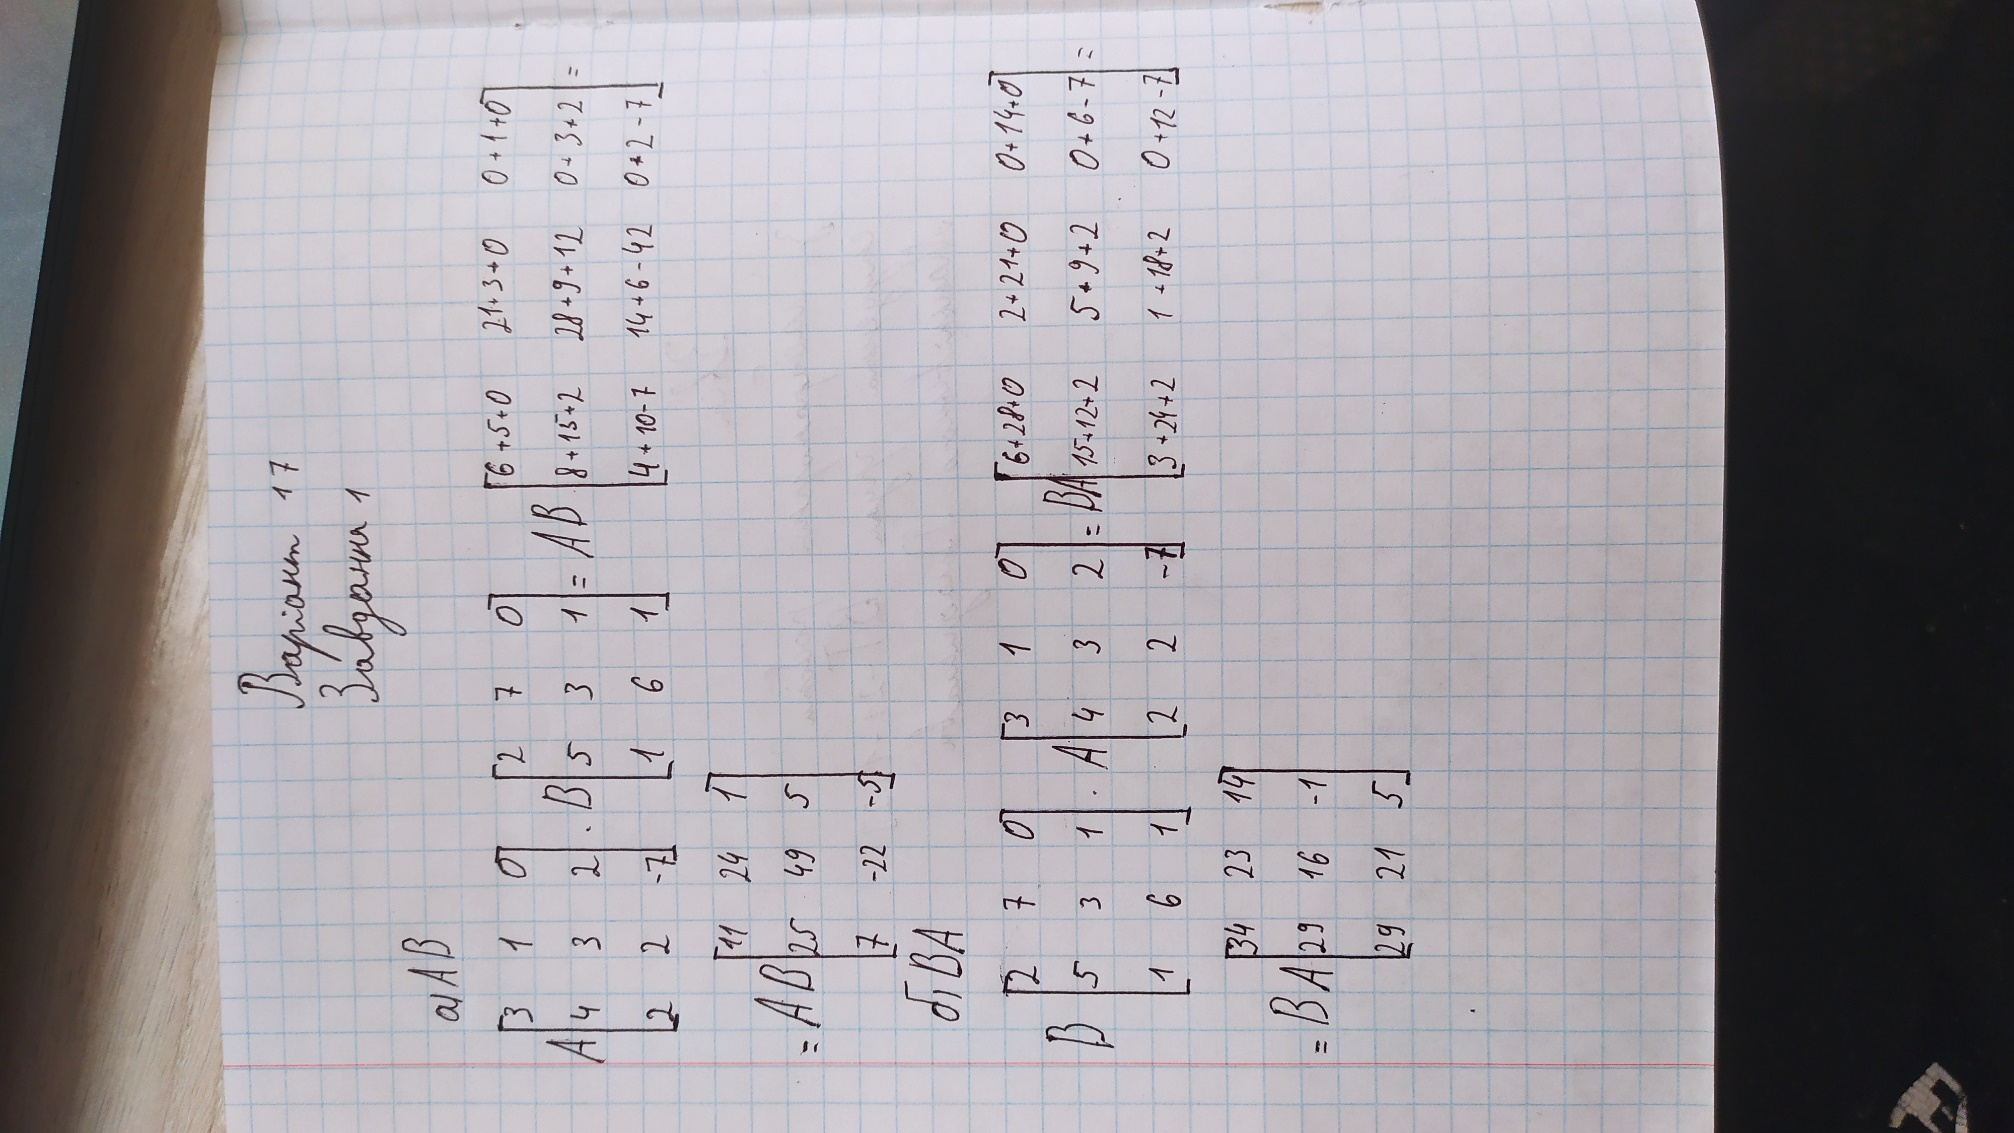 Варіант 17
Завдання 1
а) AB
A [3 1 0] · B [2 7 0] = AB [6+5+0 21+3+0 0+1+0] =
[4 3 2] [5 3 1] [8+15+2 28+9+12 0+3+2]
[2 2 -7] [1 6 1] [4+10-7 14+6-42 0+2-7]
= AB [11 24 1]
[25 49 5]
[7 -22 -5]
б) BA
B [2 7 0] · A [3 1 0] = BA [6+28+0 2+21+0 0+14+0] =
[5 3 1] [4 3 2] [15+12+2 5+9+2 0+6-7]
[1 6 1] [2 2 -7] [3+24+2 1+18+2 0+12-7]
= BA [34 23 14]
[29 16 -1]
[29 21 5]